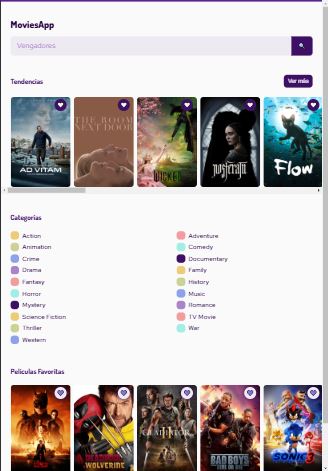 MoviesApp
Vengadores
Tendencias
Ver más
AD VITAM
THE ROOM
NEXT DOOR
WICKED
nosferatu
Flow
Categorias
Action
Adventure
Animation
Comedy
Crime
Documentary
Drama
Family
Fantasy
History
Horror
Music
Mystery
Romance
Science Fiction
TV Movie
Thriller
War
Western
Películas Favoritas
DEADPOOL
WOLVERINE
GLADIATOR
BAD BOYS
SONIC 3